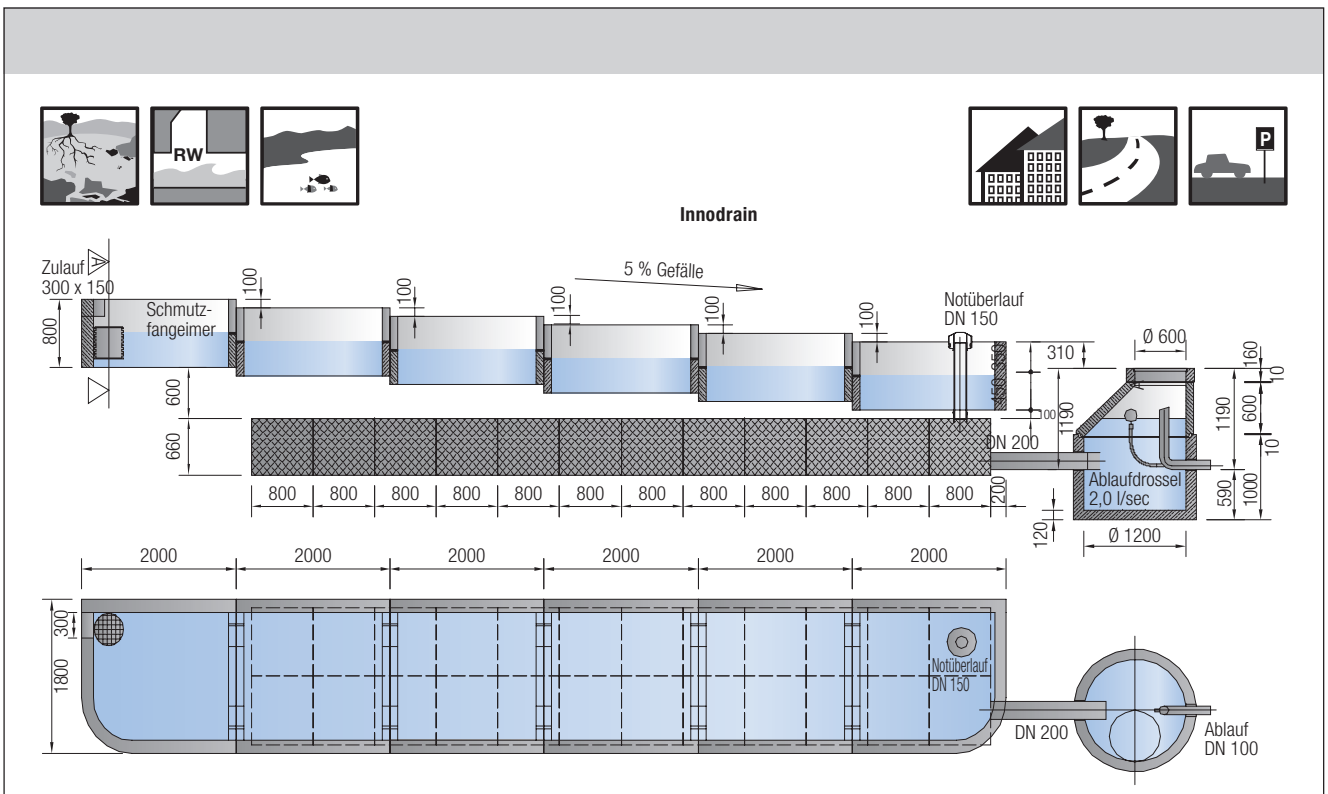 RW
P
Innodrain
Zulauf
300 x 150
A
800
Schmutz-
fangeimer
100
100
100
100
100
5 % Gefälle
Notüberlauf
DN 150
600
660
150
350
100
310
1190
DN 200
Ø 600
160
10
600
10
1190
590
1000
Ablaufdrossel
2,0 l/sec
120
Ø 1200
800
800
800
800
800
800
800
800
800
800
800
800
200
2000
2000
2000
2000
2000
2000
300
1800
Notüberlauf
DN 150
DN 200
Ablauf
DN 100